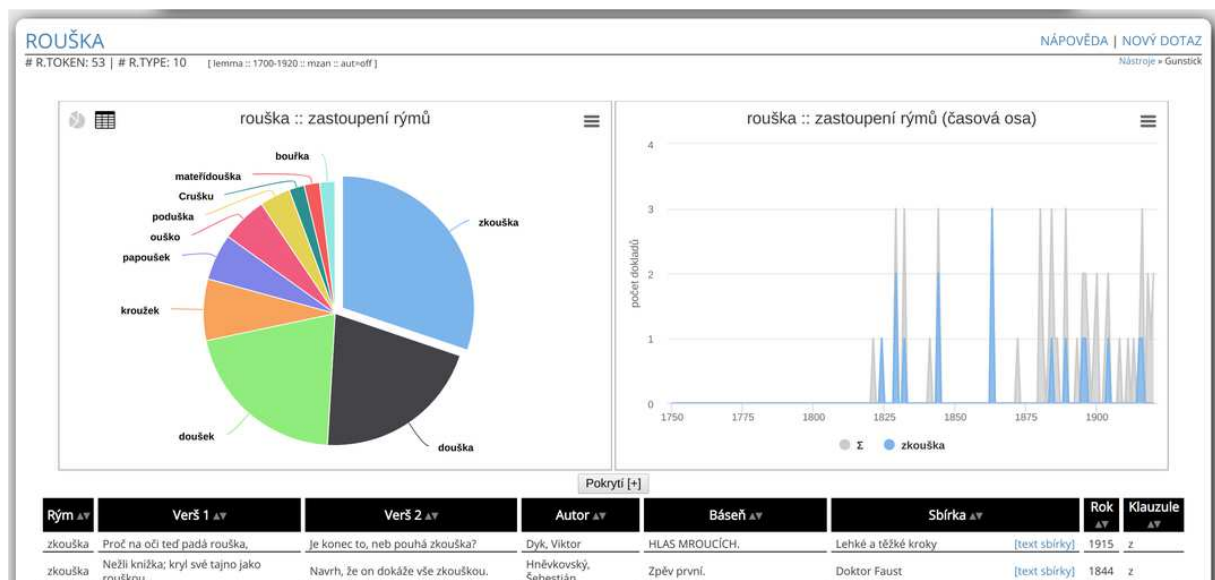 ROUŠKA
NÁPOVĚDA | NOVÝ DOTAZ
# R.TOKEN: 53 | # R.TYPE: 10 [ lemma :: 1700-1920 :: mzan :: aut=off ]
Nástroje » Gunstick
rouška :: zastoupení rýmů
bouřka
mateřídouška
Crušku
poduška
ouško
papoušek
kroužek
doušek
douška
zkouška
rouška :: zastoupení rýmů (časová osa)
počet dokladů
4
3
2
1
0
1750 1775 1800 1825 1850 1875 1900
Σ zkouška
Pokrytí [+]
Rým Verš 1 Verš 2 Autor Báseň Sbírka Rok Klauzule
zkouška Proč na oči teď padá rouška, Je konec to, neb pouhá zkouška? Dyk, Viktor HLAS MROUCÍCH. Lehké a těžké kroky [text sbírky] 1915 z
zkouška Nežli knížka; kryl své tajno jako rouškou Navrh, že on dokáže vše zkouškou. Hněvkovský, Šebestián Zpěv první. Doktor Faust [text sbírky] 1844 z